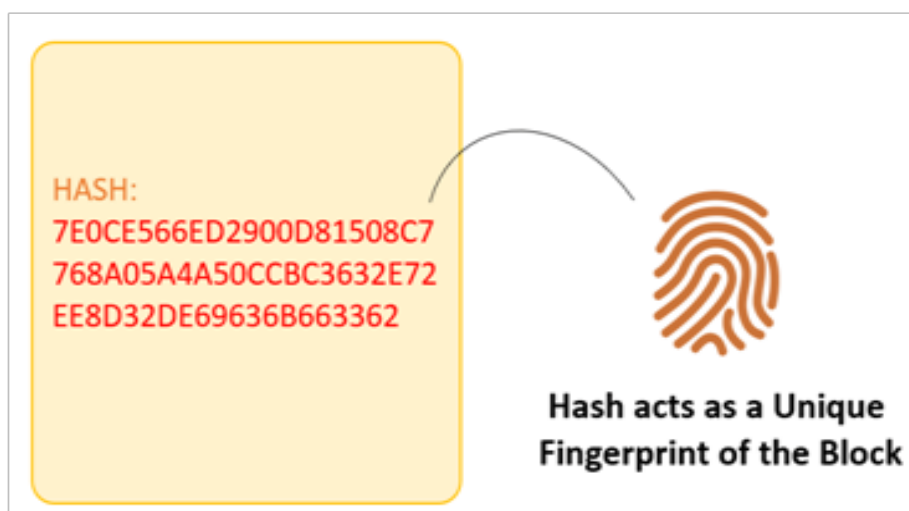 HASH:
7E0CE566ED2900D81508C7
768A05A4A50CCBC3632E72
EE8D32DE69636B663362
Hash acts as a Unique
Fingerprint of the Block